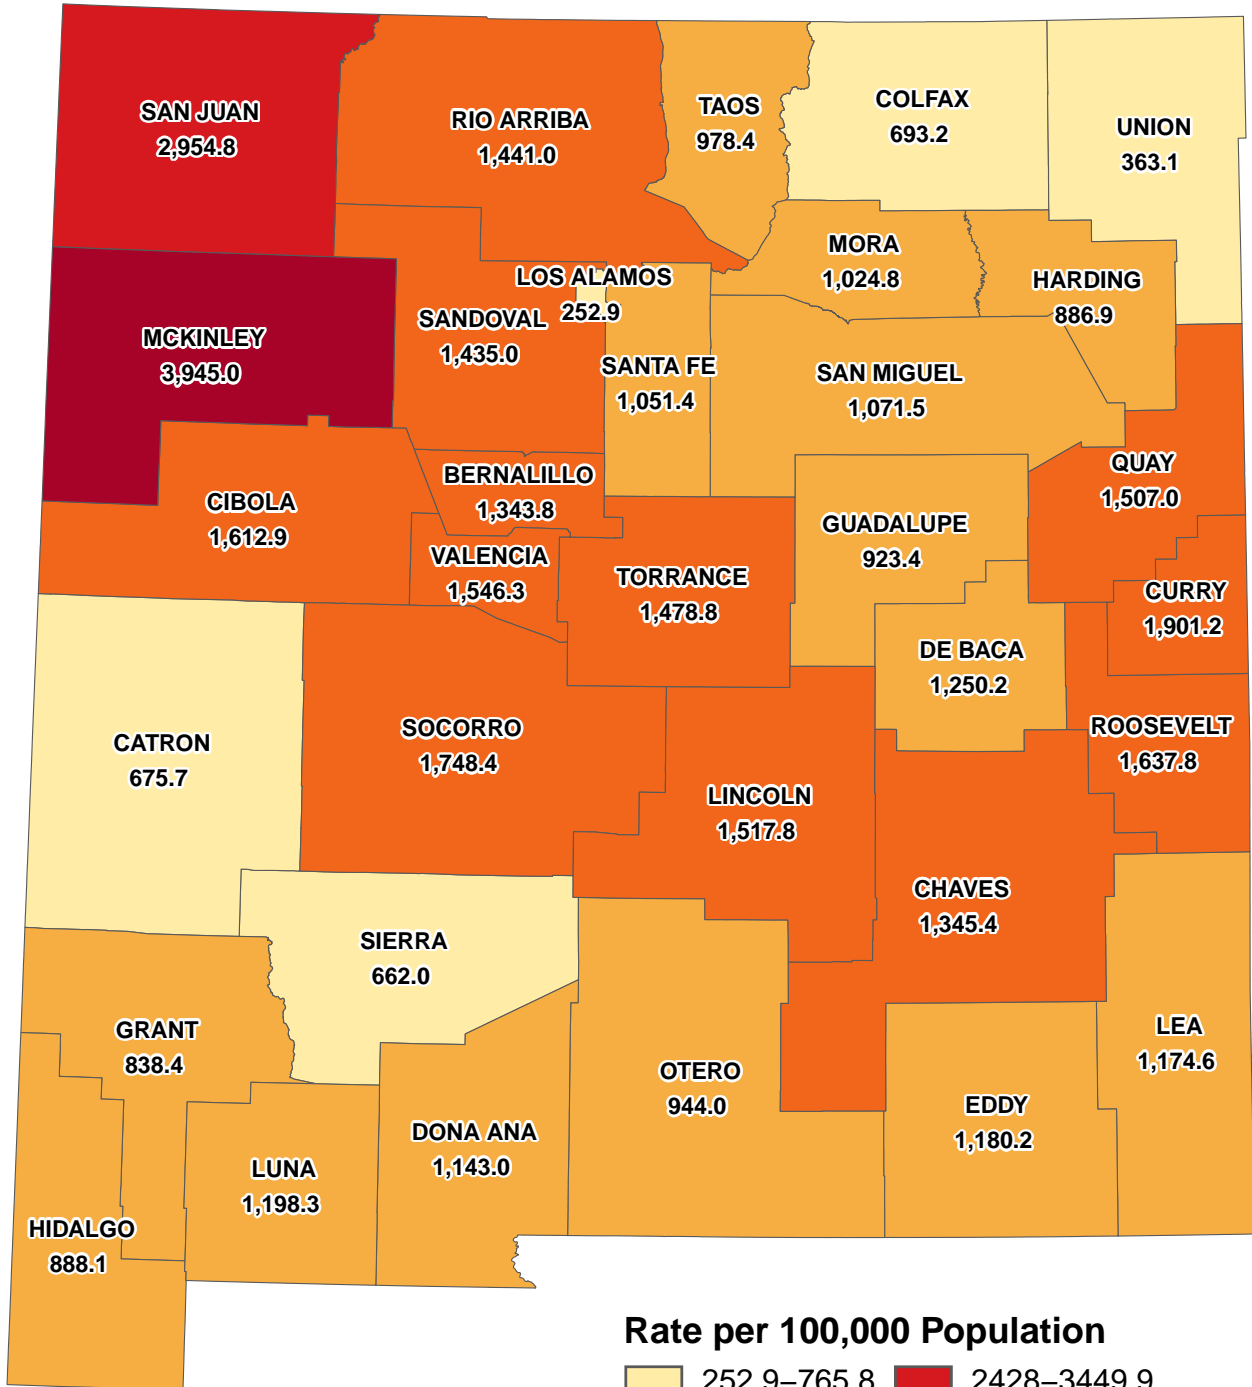 SAN JUAN
2,954.8
RIO ARRIBA
1,441.0
TAOS
978.4
COLFAX
693.2
UNION
363.1
MORA
1,024.8
HARDING
886.9
LOS ALAMOS
252.9
SANDOVAL
1,435.0
MCKINLEY
3,945.0
SANTA FE
1,051.4
SAN MIGUEL
1,071.5
QUAY
1,507.0
BERNALILLO
1,343.8
CIBOLA
1,612.9
GUADALUPE
923.4
VALENCIA
1,546.3
TORRANCE
1,478.8
CURRY
1,901.2
DE BACA
1,250.2
CATRON
675.7
SOCORRO
1,748.4
ROOSEVELT
1,637.8
LINCOLN
1,517.8
CHAVES
1,345.4
SIERRA
662.0
GRANT
838.4
LEA
1,174.6
OTERO
944.0
EDDY
1,180.2
DONA ANA
1,143.0
LUNA
1,198.3
HIDALGO
888.1
Rate per 100,000 Population
252.9–765.8 2428–3449.9